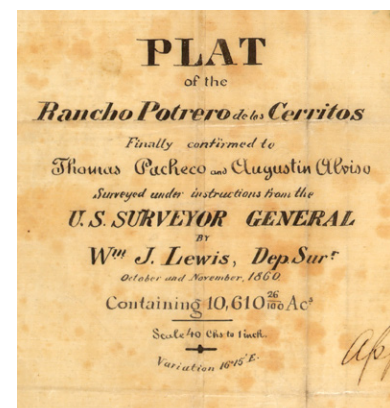 PLAT
of the
Rancho Potrero de los Cerritos
Finally confirmed to
Thomas Pacheco and Augustin Alviso
Surveyed under instructions from the
U.S. SURVEYOR GENERAL
BY
Wm J. Lewis, Dep Surr
October and November, 1860
Containing 10,610 26/100 Acs
Scale 40 Chs to 1 inch.
Variation 16°15' E.
App